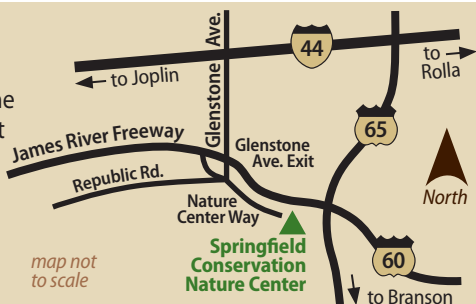 44
to Joplin
to
Rolla
ne
t
Glenstone Ave.
James River Freeway
65
Glenstone
Ave. Exit
Republic Rd.
Nature
Center Way
North
Springfield
Conservation
Nature Center
map not
to scale
60
to Branson